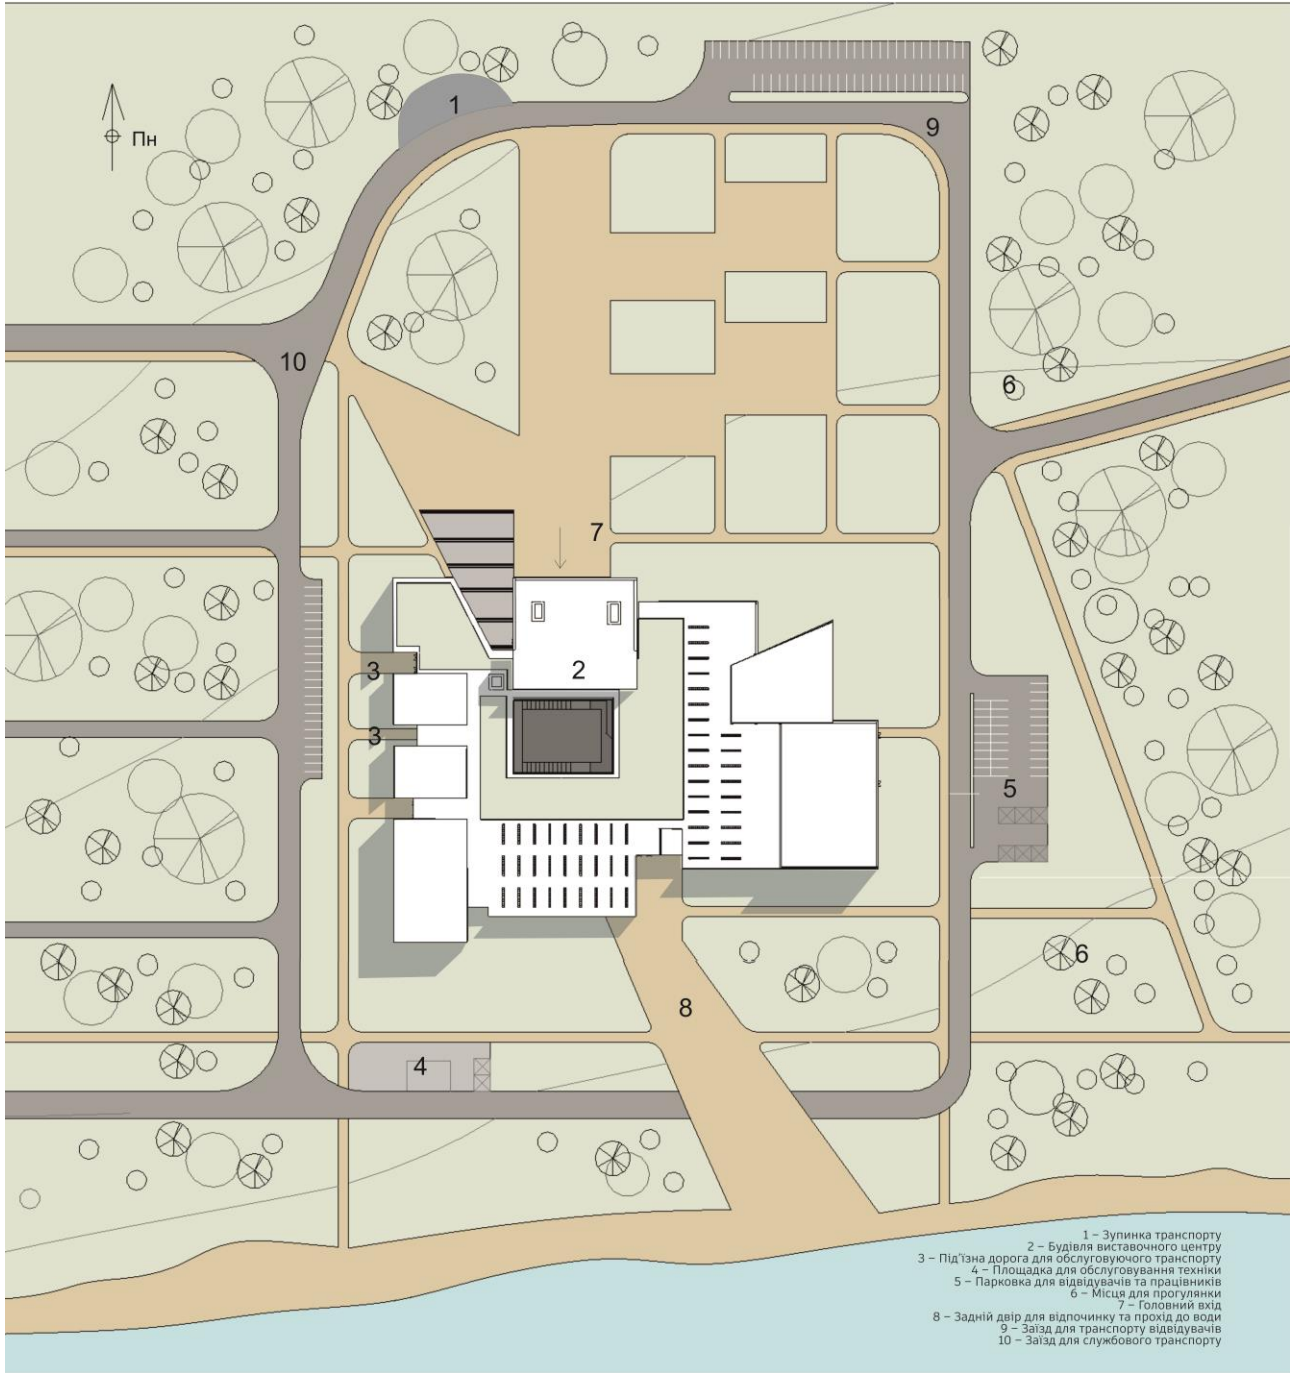 1
9
Пн
10
6
7
3
2
3
5
6
8
4
1 – Зупинка транспорту
2 – Будівля виставочного центру
3 – Під'їзна дорога для обслуговуючого транспорту
4 – Площадка для обслуговування техніки
5 – Парковка для відвідувачів та працівників
6 – Місця для прогулянки
7 – Головний вхід
8 – Задній двір для відпочинку та прохід до води
9 – Заїзд для транспорту відвідувачів
10 – Заїзд для службового транспорту